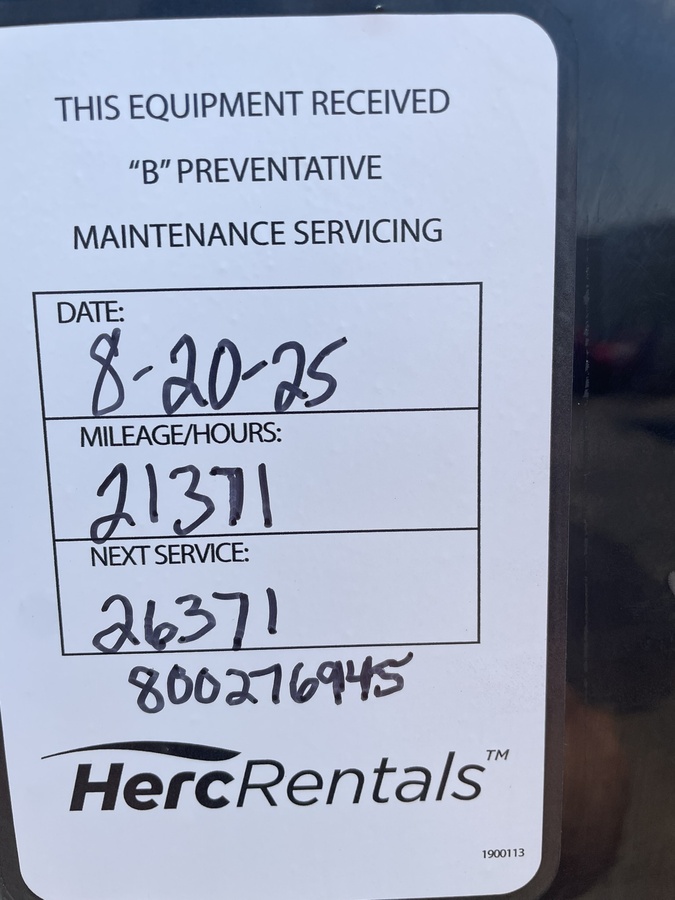 THIS EQUIPMENT RECEIVED
“B” PREVENTATIVE
MAINTENANCE SERVICING
DATE:
8-20-25
MILEAGE/HOURS:
21371
NEXT SERVICE:
26371
800276945
HercRentals™
1900113